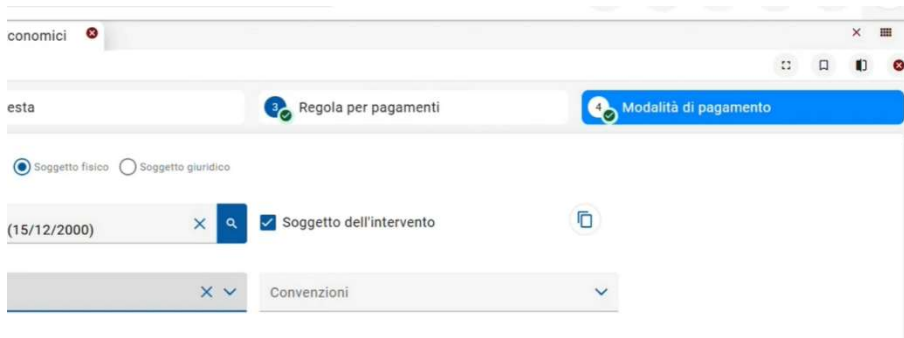 conomici
esta
3 Regola per pagamenti
4 Modalità di pagamento
Soggetto fisico Soggetto giuridico
(15/12/2000)
Soggetto dell'intervento
Convenzioni